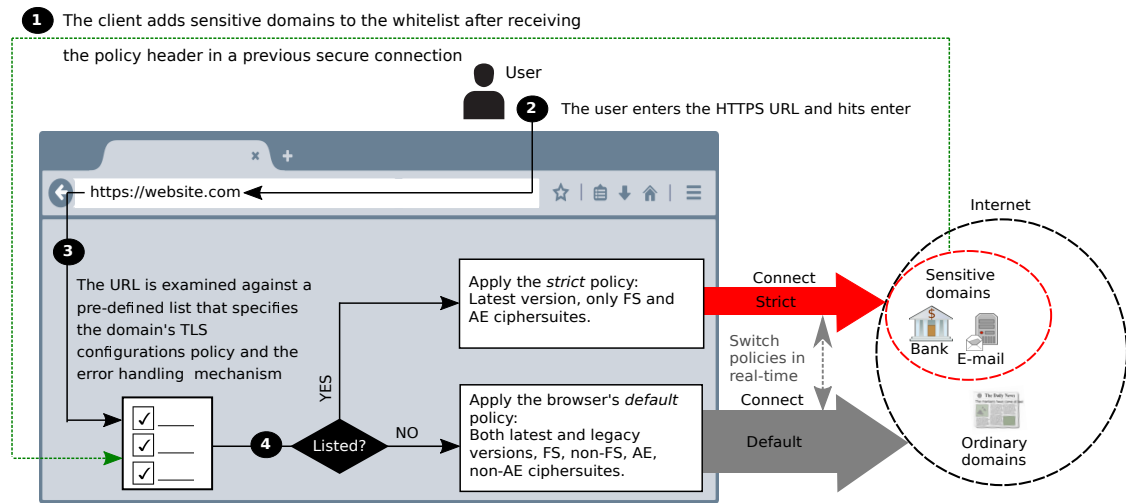 1 The client adds sensitive domains to the whitelist after receiving
the policy header in a previous secure connection
User
2 The user enters the HTTPS URL and hits enter
× +
https://website.com
3
The URL is examined against a
pre-defined list that specifies
the domain's TLS
configurations policy and the
error handling mechanism
4
Listed?
YES
NO
Apply the strict policy:
Latest version, only FS and
AE ciphersuites.
Apply the browser's default
policy:
Both latest and legacy
versions, FS, non-FS, AE,
non-AE ciphersuites.
Connect
Strict
Switch
policies in
real-time
Connect
Default
Internet
Sensitive
domains
$
Bank
E-mail
The Daily News
Ordinary
domains